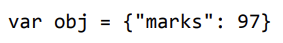 var obj = {"marks": 97}